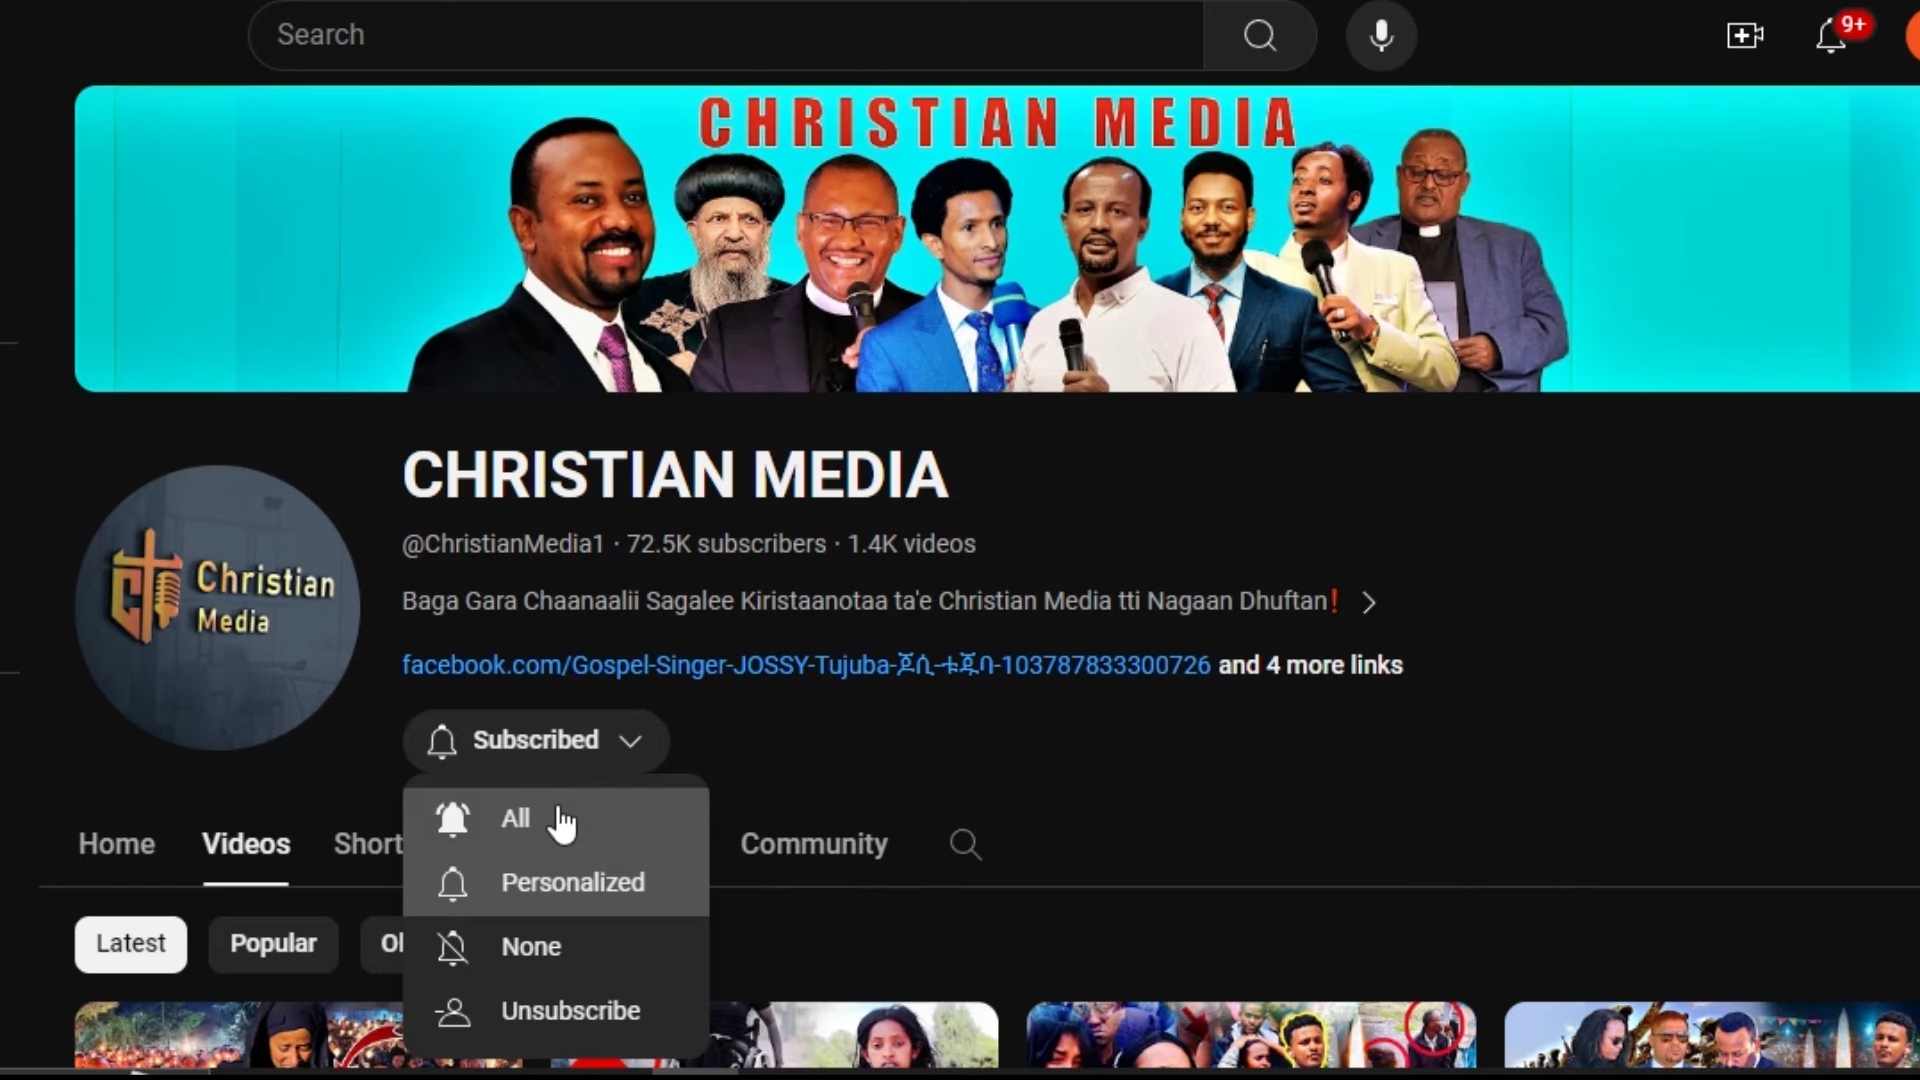 Search
9+
CHRISTIAN MEDIA
CHRISTIAN MEDIA
@ChristianMedia1 · 72.5K subscribers · 1.4K videos
Baga Gara Chaanaalii Sagalee Kiristaanotaa ta'e Christian Media tti Nagaan Dhuftan❗
facebook.com/Gospel-Singer-JOSSY-Tujuba-ጆሲ-ቱጁባ-103787833300726 and 4 more links
Christian
Media
Subscribed
All
Personalized
None
Unsubscribe
Home Videos Short Community
Latest Popular Ol